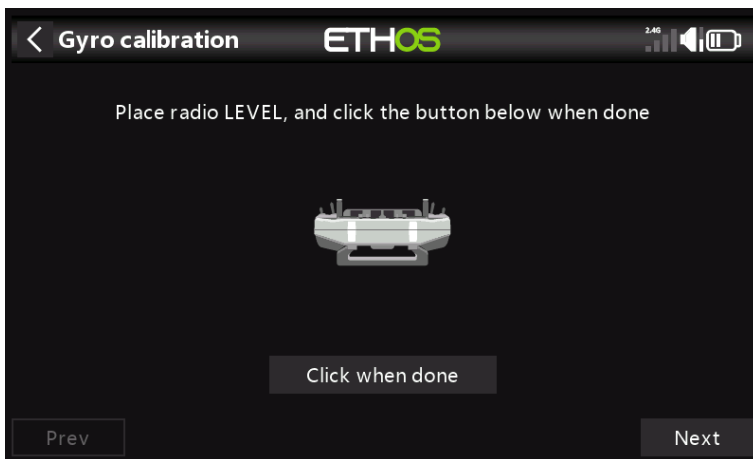 Gyro calibration
ETHOS
2.4G
Place radio LEVEL, and click the button below when done
Click when done
Prev
Next